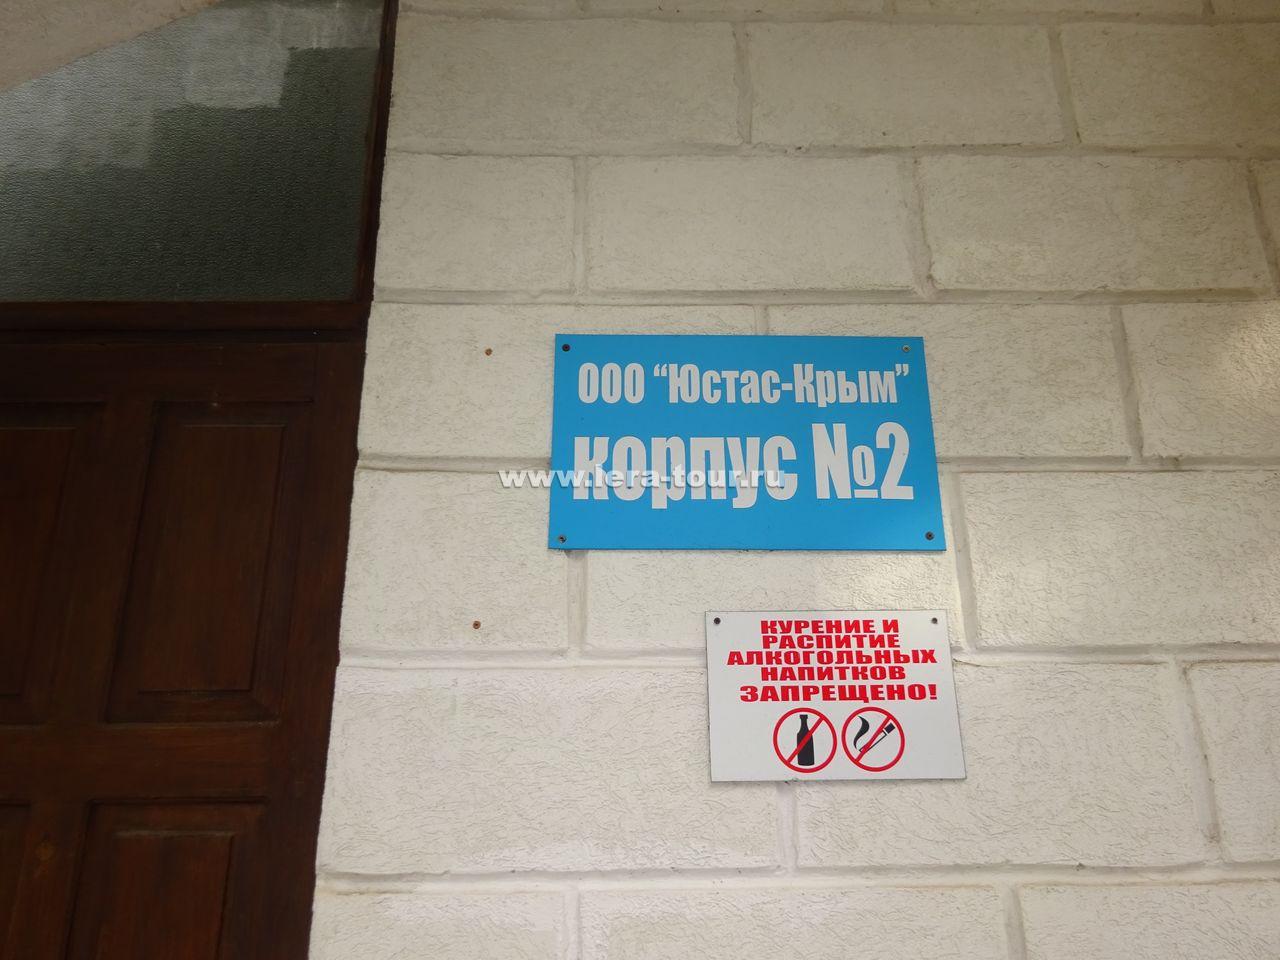 ООО “Юстас-Крым”
корпус №2
www.lera-tour.ru
КУРЕНИЕ И
РАСПИТИЕ
АЛКОГОЛЬНЫХ
НАПИТКОВ
ЗАПРЕЩЕНО!